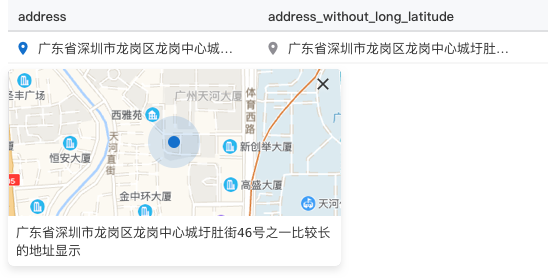 address
address_without_long_latitude
广东省深圳市龙岗区龙岗中心城…
广东省深圳市龙岗区龙岗中心城圩肚…
圣丰广场
广州天河大厦
体育西路
西雅苑
天河直街
恒安大厦
新创举大厦
高盛大厦
金中环大厦
天河
广东省深圳市龙岗区龙岗中心城圩肚街46号之一比较长
的地址显示